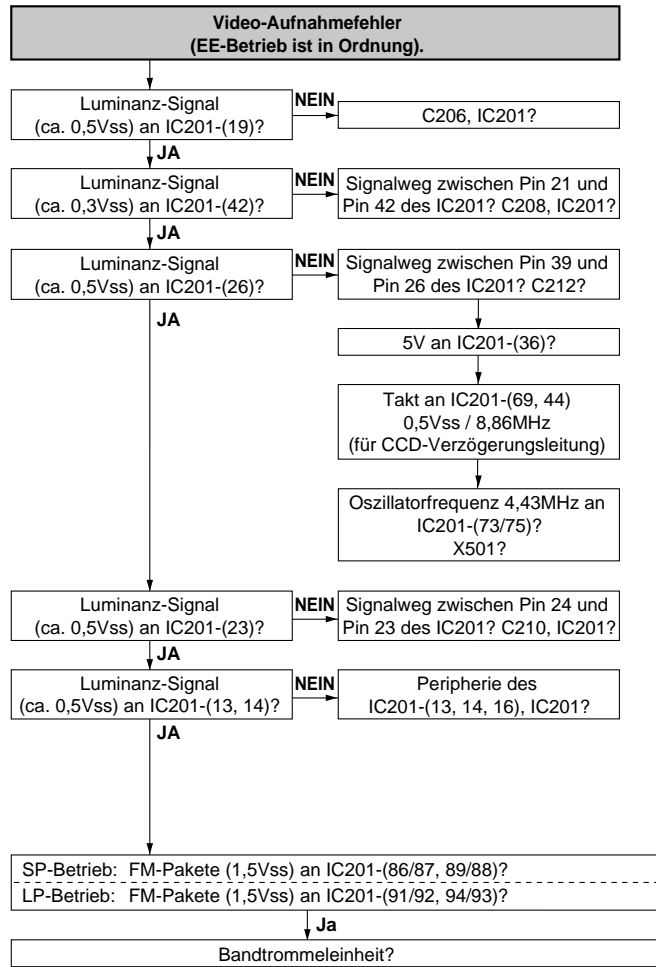 Video-Aufnahmefehler
(EE-Betrieb ist in Ordnung).
Luminanz-Signal
(ca. 0,5Vss) an IC201-(19)?
NEIN
C206, IC201?
JA
Luminanz-Signal
(ca. 0,3Vss) an IC201-(42)?
NEIN
Signalweg zwischen Pin 21 und
Pin 42 des IC201? C208, IC201?
JA
Luminanz-Signal
(ca. 0,5Vss) an IC201-(26)?
NEIN
Signalweg zwischen Pin 39 und
Pin 26 des IC201? C212?
JA
5V an IC201-(36)?
Takt an IC201-(69, 44)
0,5Vss / 8,86MHz
(für CCD-Verzögerungsleitung)
Oszillatorfrequenz 4,43MHz an
IC201-(73/75)?
X501?
Luminanz-Signal
(ca. 0,5Vss) an IC201-(23)?
NEIN
Signalweg zwischen Pin 24 und
Pin 23 des IC201? C210, IC201?
JA
Luminanz-Signal
(ca. 0,5Vss) an IC201-(13, 14)?
NEIN
Peripherie des
IC201-(13, 14, 16), IC201?
JA
SP-Betrieb: FM-Pakete (1,5Vss) an IC201-(86/87, 89/88)?
LP-Betrieb: FM-Pakete (1,5Vss) an IC201-(91/92, 94/93)?
Ja
Bandtrommeleinheit?